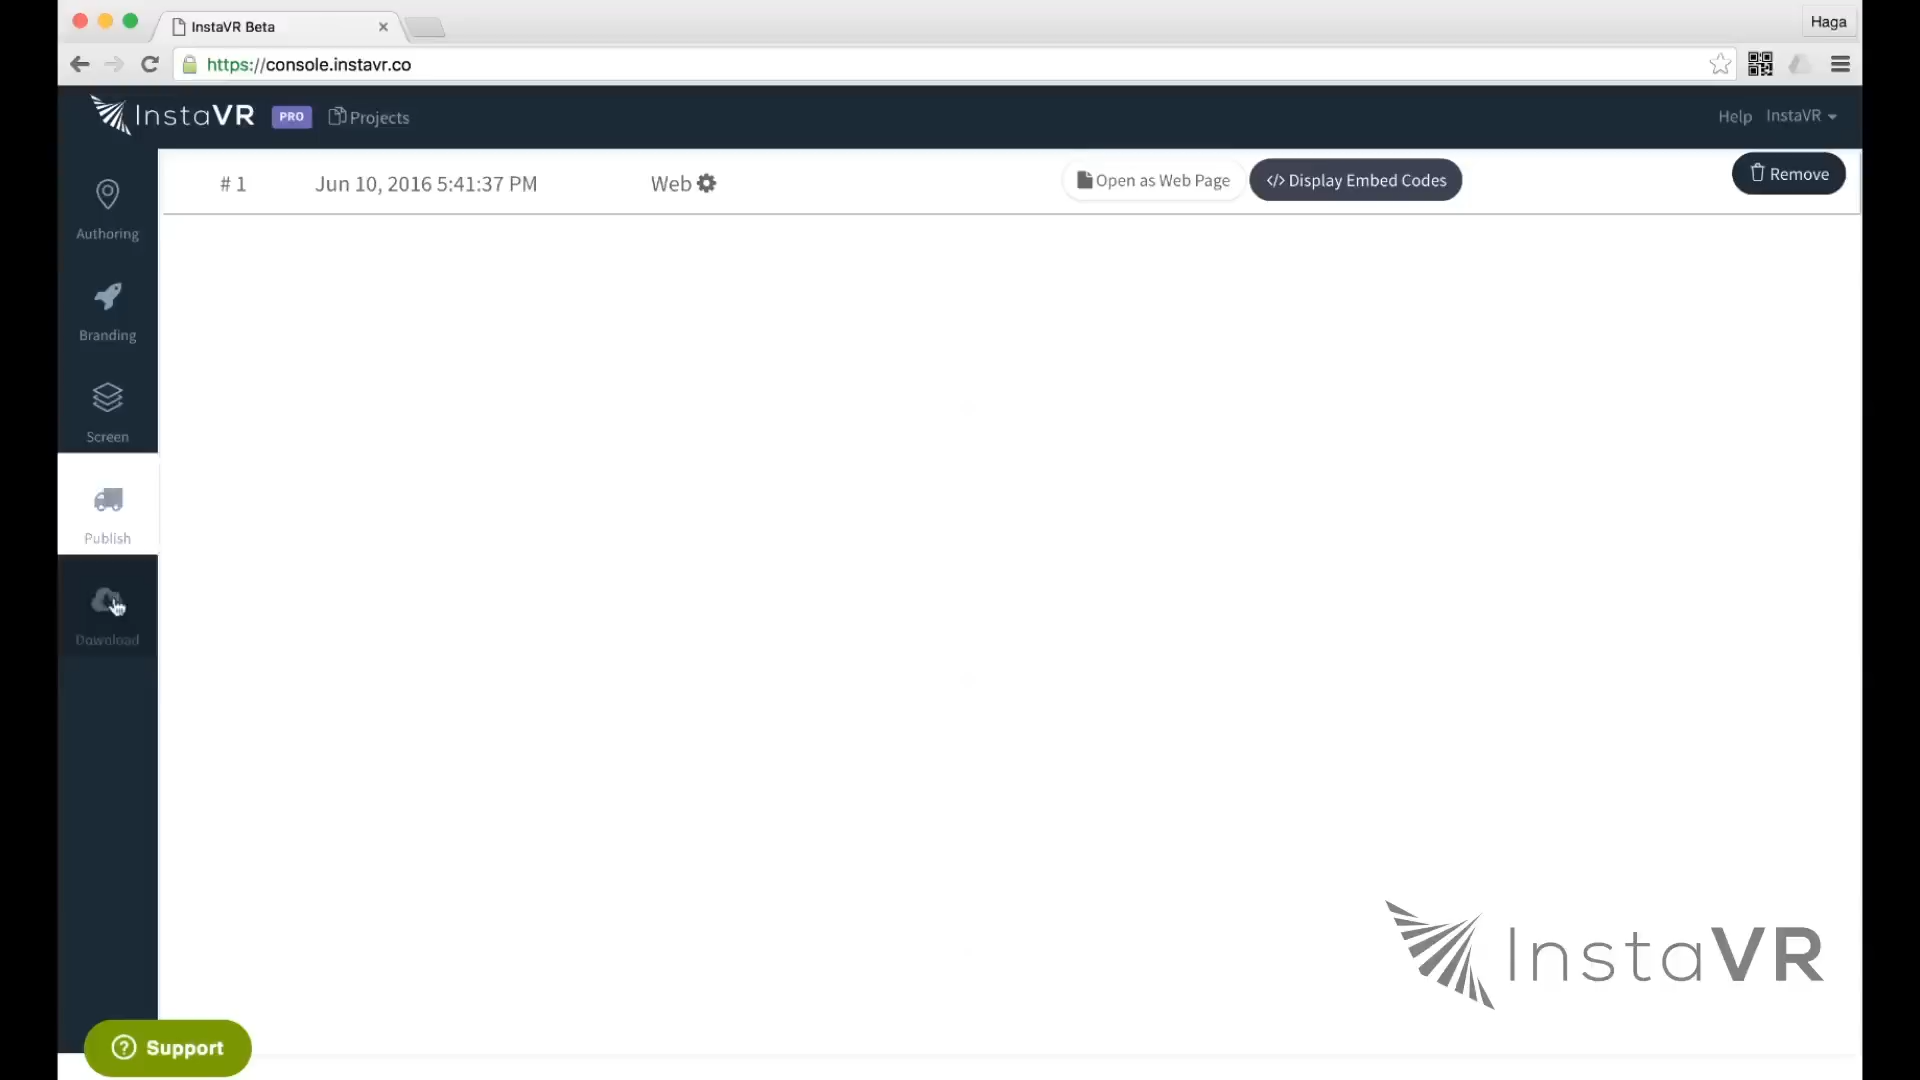 InstaVR Beta
Haga
https://console.instavr.co
InstaVR PRO Projects
Help InstaVR
# 1 Jun 10, 2016 5:41:37 PM Web Open as Web Page </> Display Embed Codes Remove
Authoring
Branding
Screen
Publish
Download
InstaVR
? Support